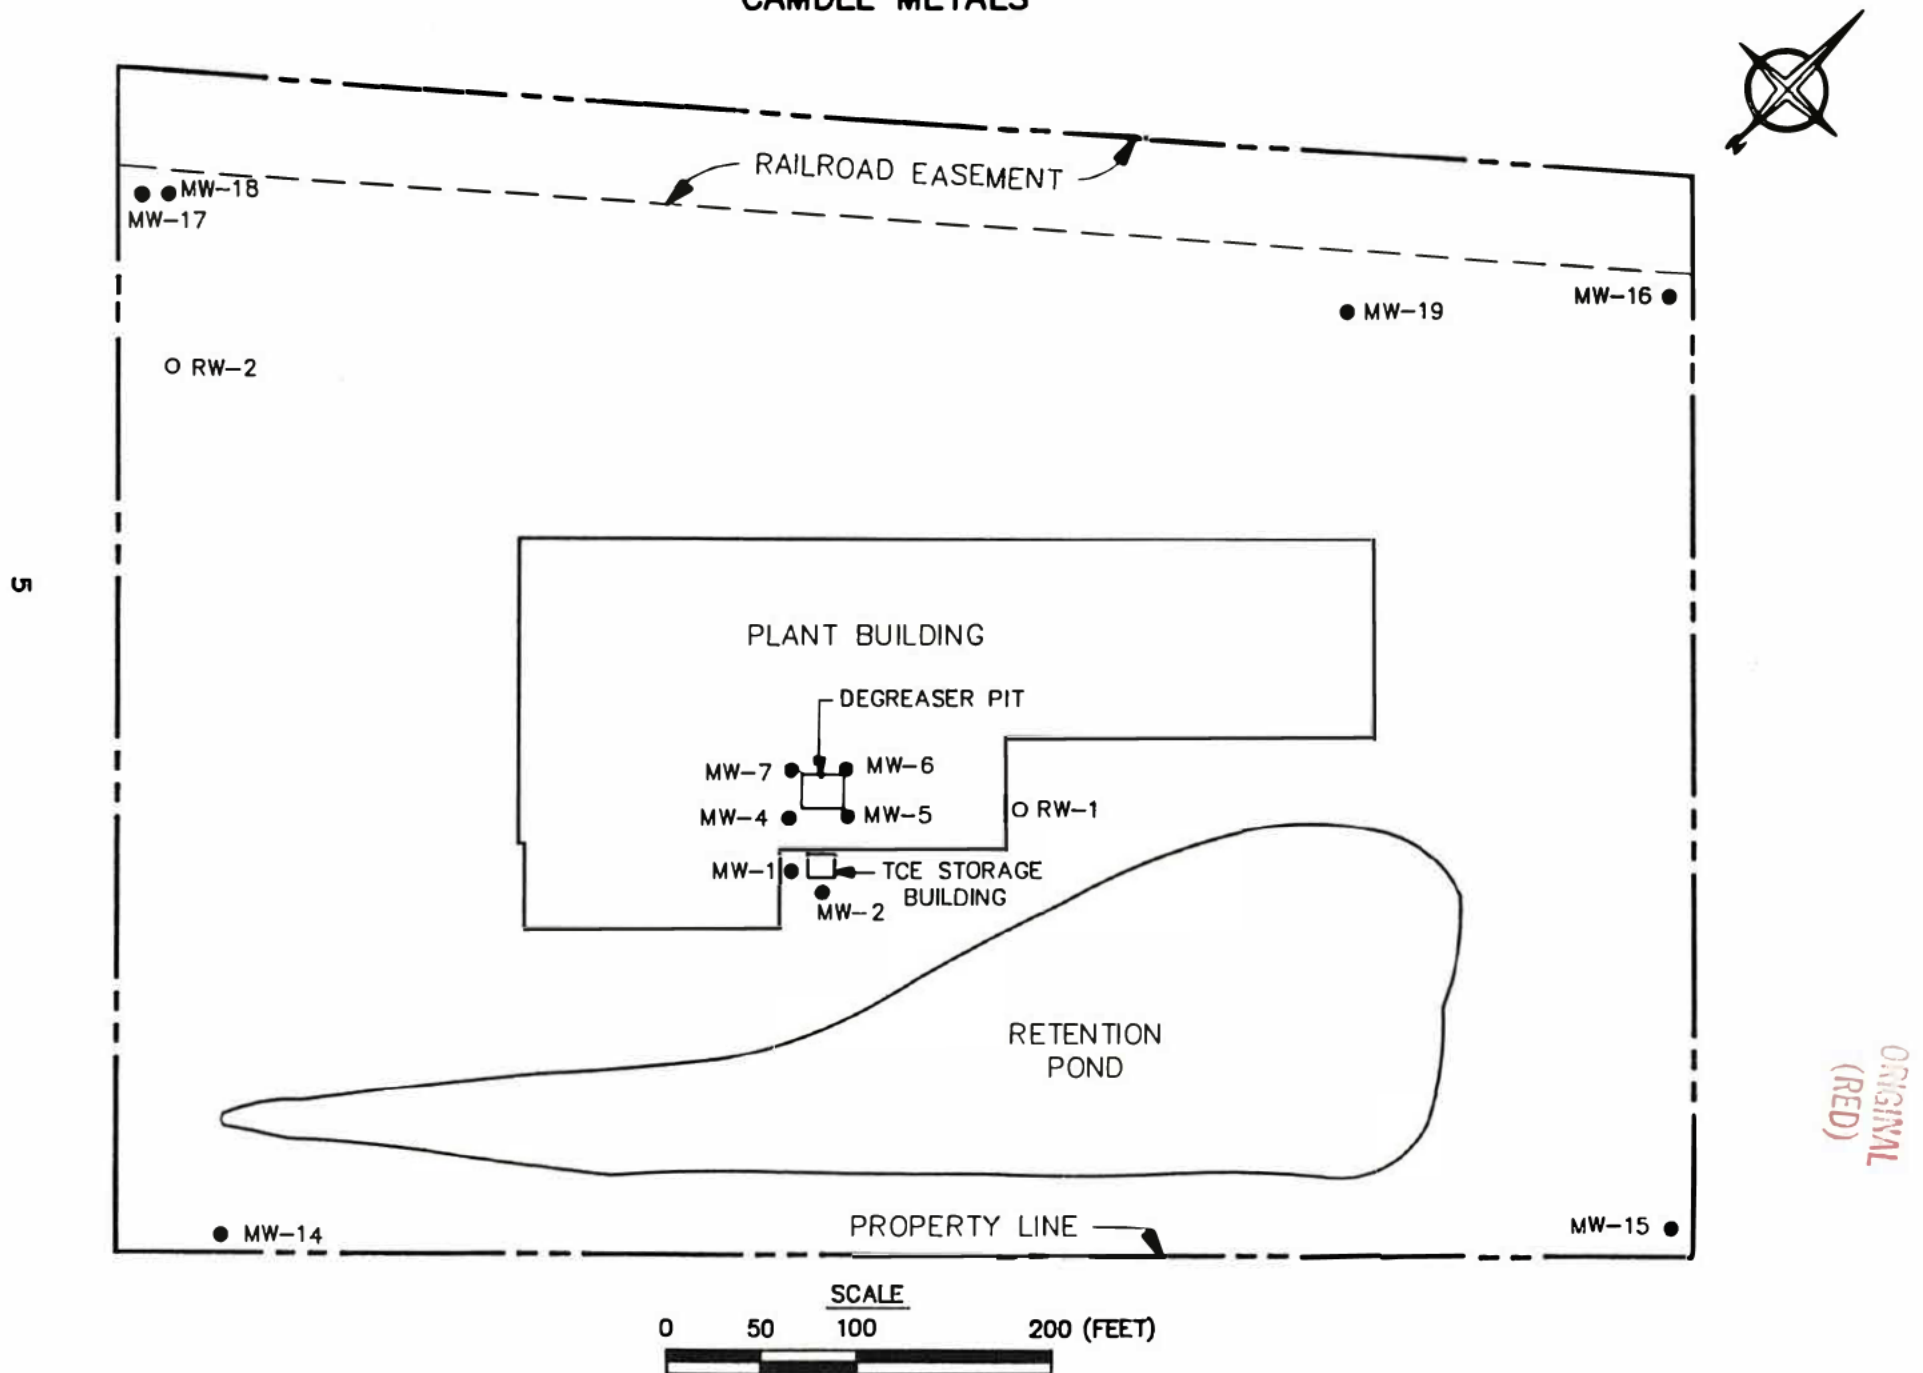 CAMDEL METALS
RAILROAD EASEMENT
MW-18
MW-17
MW-16
MW-19
RW-2
5
PLANT BUILDING
DEGREASER PIT
MW-7
MW-6
MW-4
MW-5
RW-1
MW-1
TCE STORAGE
BUILDING
MW-2
RETENTION
POND
ORIGINAL
(RED)
MW-14
PROPERTY LINE
MW-15
SCALE
0 50 100 200 (FEET)